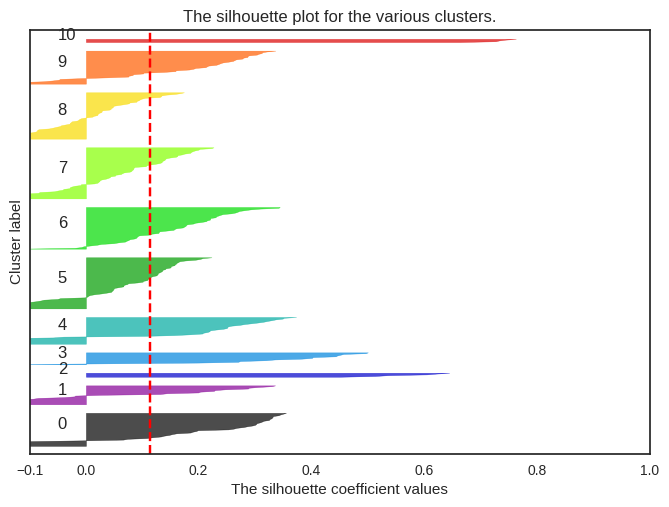 The silhouette plot for the various clusters.
10
9
8
7
6
5
4
3
2
1
0
Cluster label
−0.1 0.0 0.2 0.4 0.6 0.8 1.0
The silhouette coefficient values